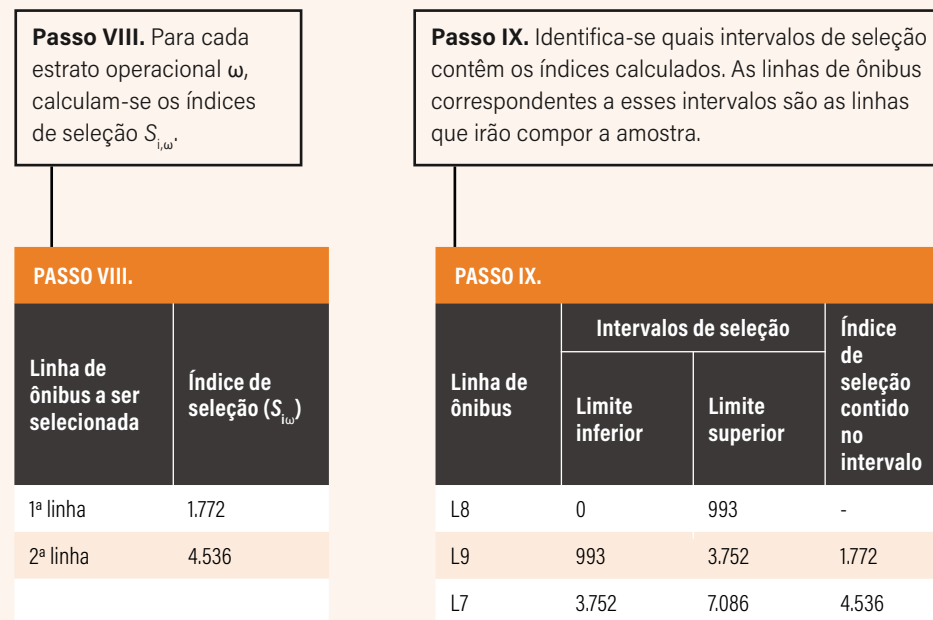 Passo VIII. Para cada
estrato operacional ω,
calculam-se os índices
de seleção Si,ω.
Passo IX. Identifica-se quais intervalos de seleção
contêm os índices calculados. As linhas de ônibus
correspondentes a esses intervalos são as linhas
que irão compor a amostra.
PASSO VIII.
Linha de
ônibus a ser
selecionada
Índice de
seleção (Siω)
1ª linha 1.772
2ª linha 4.536
PASSO IX.
Linha de
ônibus
Intervalos de seleção
Limite
inferior
Limite
superior
Índice
de
seleção
contido
no
intervalo
L8 0 993 -
L9 993 3.752 1.772
L7 3.752 7.086 4.536